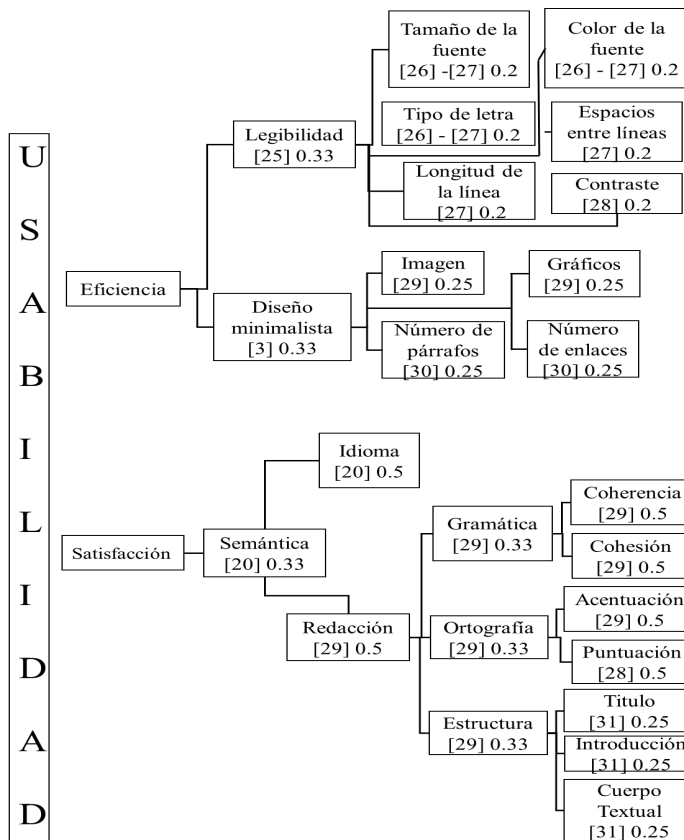 USABILIDAD
Eficiencia
Legibilidad
[25] 0.33
Tamaño de la
fuente
[26] -[27] 0.2
Color de la
fuente
[26] - [27] 0.2
Tipo de letra
[26] - [27] 0.2
Espacios
entre líneas
[27] 0.2
Longitud de
la línea
[27] 0.2
Contraste
[28] 0.2
Diseño
minimalista
[3] 0.33
Imagen
[29] 0.25
Gráficos
[29] 0.25
Número de
párrafos
[30] 0.25
Número
de enlaces
[30] 0.25
Satisfacción
Semántica
[20] 0.33
Idioma
[20] 0.5
Redacción
[29] 0.5
Gramática
[29] 0.33
Coherencia
[29] 0.5
Cohesión
[29] 0.5
Ortografía
[29] 0.33
Acentuación
[29] 0.5
Puntuación
[28] 0.5
Estructura
[29] 0.33
Titulo
[31] 0.25
Introducción
[31] 0.25
Cuerpo
Textual
[31] 0.25